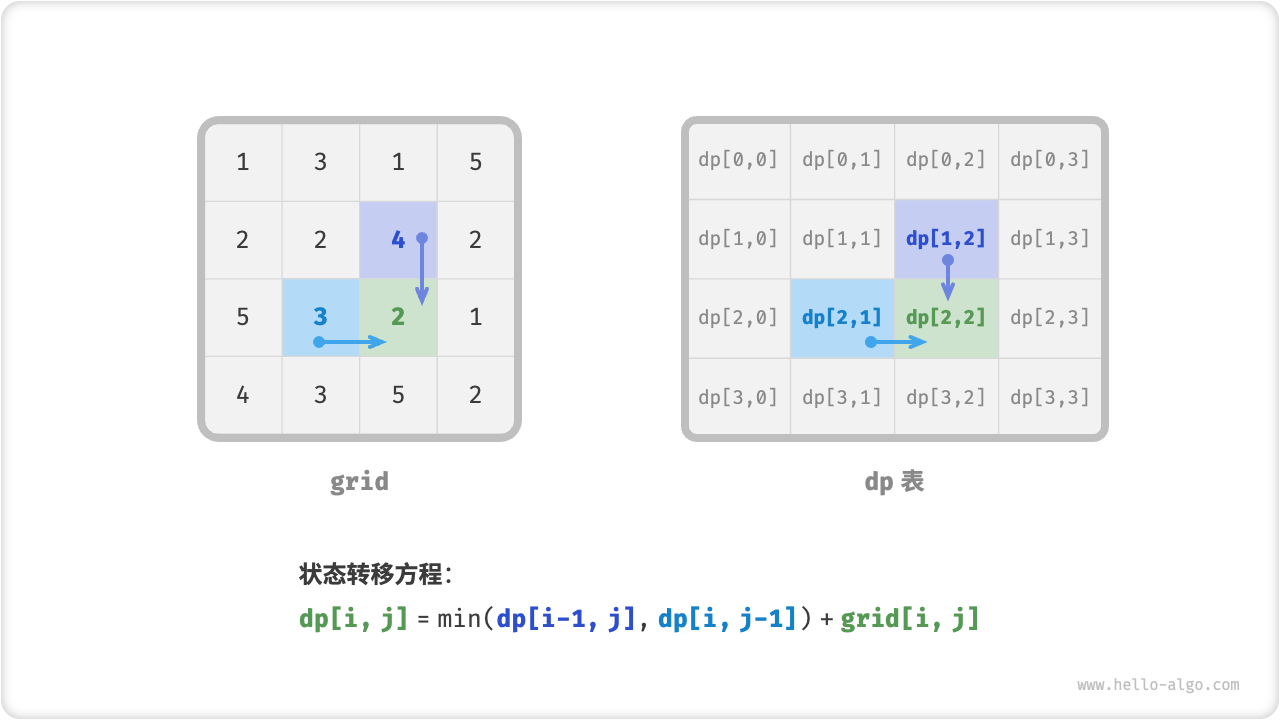 1 3 1 5
2 2 4 2
5 3 2 1
4 3 5 2
grid
dp[0,0] dp[0,1] dp[0,2] dp[0,3]
dp[1,0] dp[1,1] dp[1,2] dp[1,3]
dp[2,0] dp[2,1] dp[2,2] dp[2,3]
dp[3,0] dp[3,1] dp[3,2] dp[3,3]
dp 表
状态转移方程：
dp[i, j] = min(dp[i-1, j], dp[i, j-1]) + grid[i, j]
www.hello-algo.com